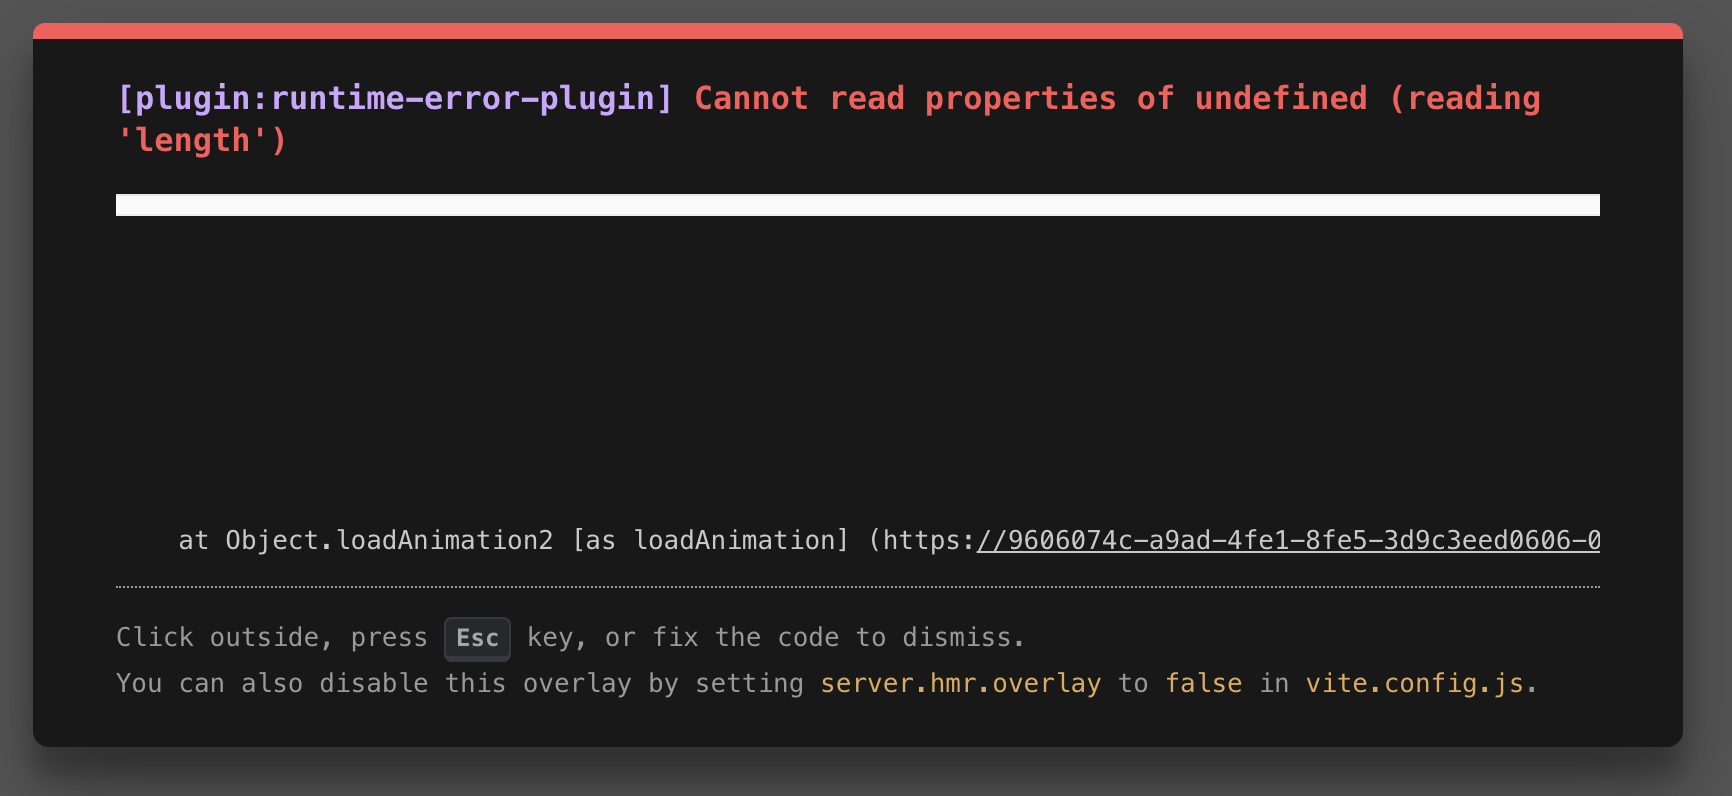 [plugin:runtime-error-plugin] Cannot read properties of undefined (reading
'length')
at Object.loadAnimation2 [as loadAnimation] (https://9606074c-a9ad-4fe1-8fe5-3d9c3eed0606-0
Click outside, press Esc key, or fix the code to dismiss.
You can also disable this overlay by setting server.hmr.overlay to false in vite.config.js.